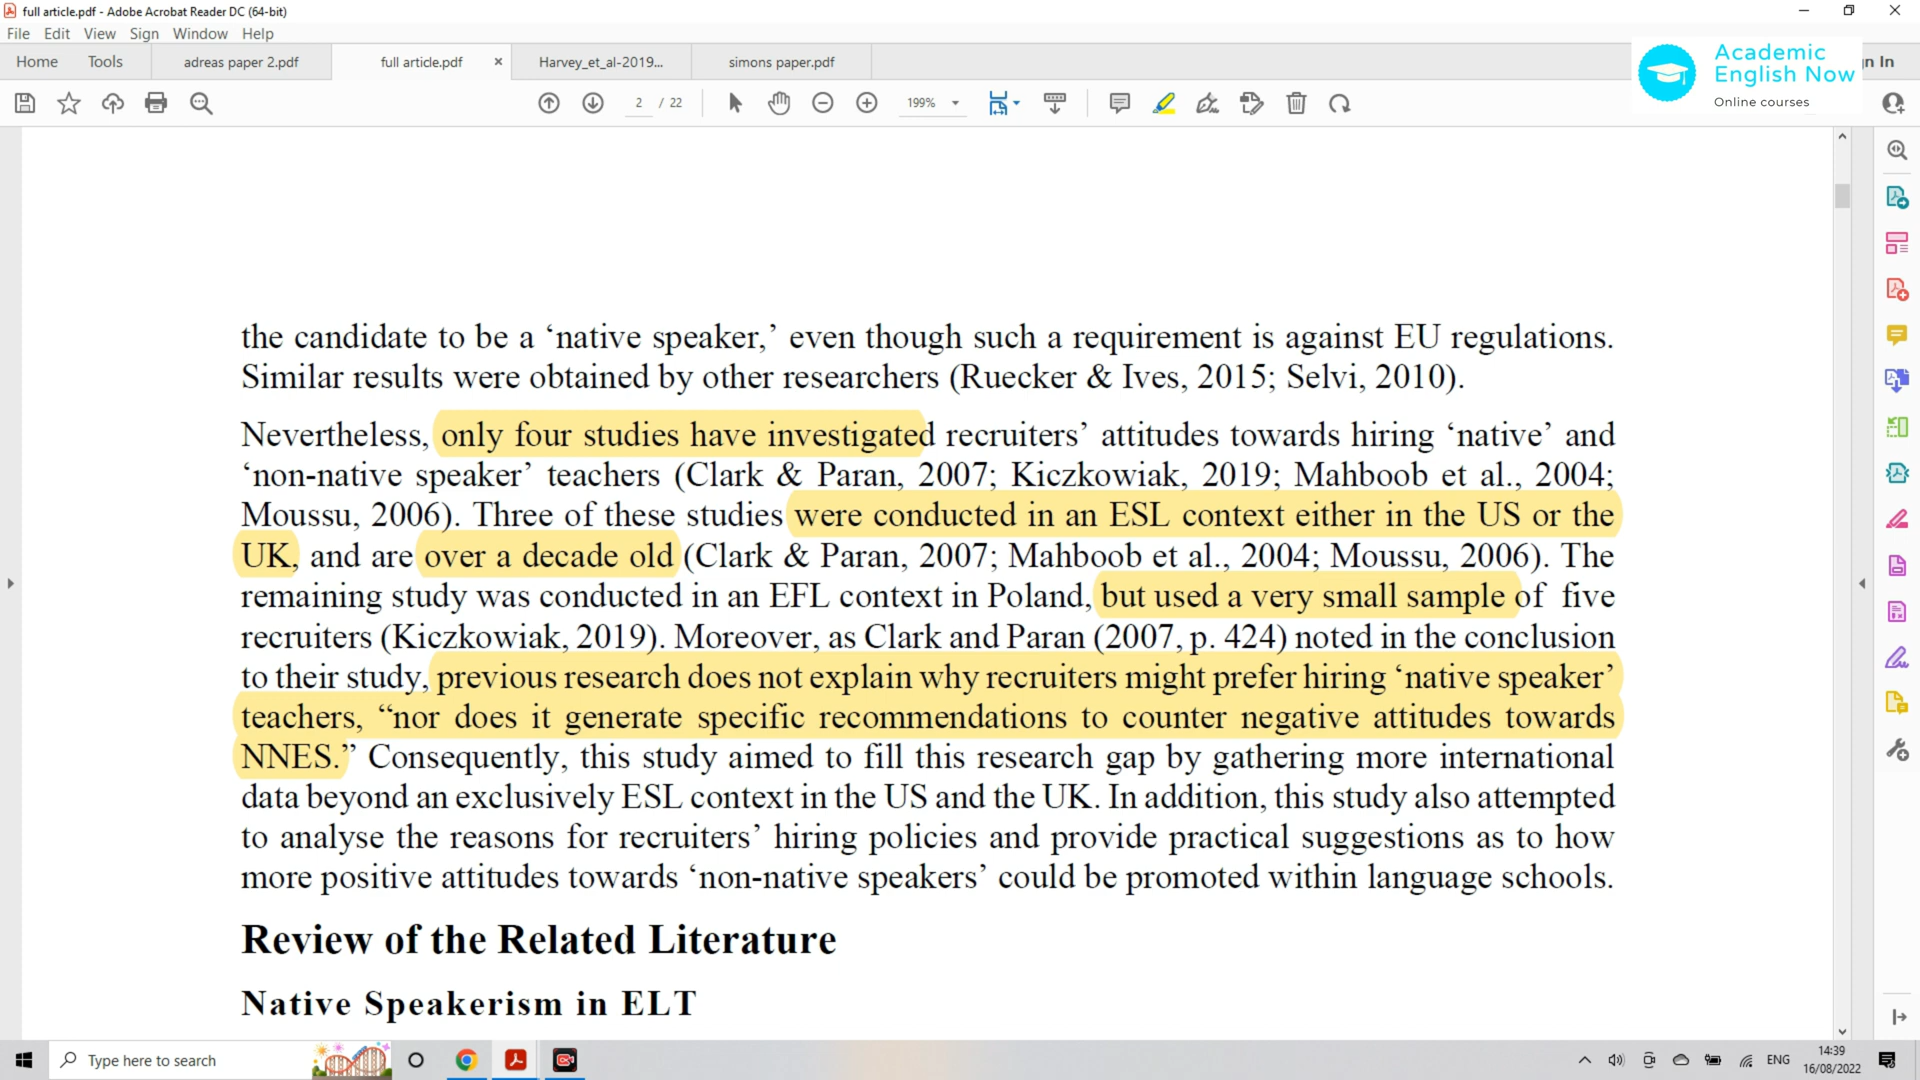 full article.pdf - Adobe Acrobat Reader DC (64-bit)
File Edit View Sign Window Help
Home Tools adreas paper 2.pdf full article.pdf × Harvey_et_al-2019... simons paper.pdf
Academic
English Now
Online courses
n In
2 / 22 199%
the candidate to be a ‘native speaker,’ even though such a requirement is against EU regulations.
Similar results were obtained by other researchers (Ruecker & Ives, 2015; Selvi, 2010).
Nevertheless, only four studies have investigated recruiters’ attitudes towards hiring ‘native’ and
‘non-native speaker’ teachers (Clark & Paran, 2007; Kiczkowiak, 2019; Mahboob et al., 2004;
Moussu, 2006). Three of these studies were conducted in an ESL context either in the US or the
UK, and are over a decade old (Clark & Paran, 2007; Mahboob et al., 2004; Moussu, 2006). The
remaining study was conducted in an EFL context in Poland, but used a very small sample of five
recruiters (Kiczkowiak, 2019). Moreover, as Clark and Paran (2007, p. 424) noted in the conclusion
to their study, previous research does not explain why recruiters might prefer hiring ‘native speaker’
teachers, “nor does it generate specific recommendations to counter negative attitudes towards
NNES.” Consequently, this study aimed to fill this research gap by gathering more international
data beyond an exclusively ESL context in the US and the UK. In addition, this study also attempted
to analyse the reasons for recruiters’ hiring policies and provide practical suggestions as to how
more positive attitudes towards ‘non-native speakers’ could be promoted within language schools.
Review of the Related Literature
Native Speakerism in ELT
Type here to search
ENG
14:39
16/08/2022